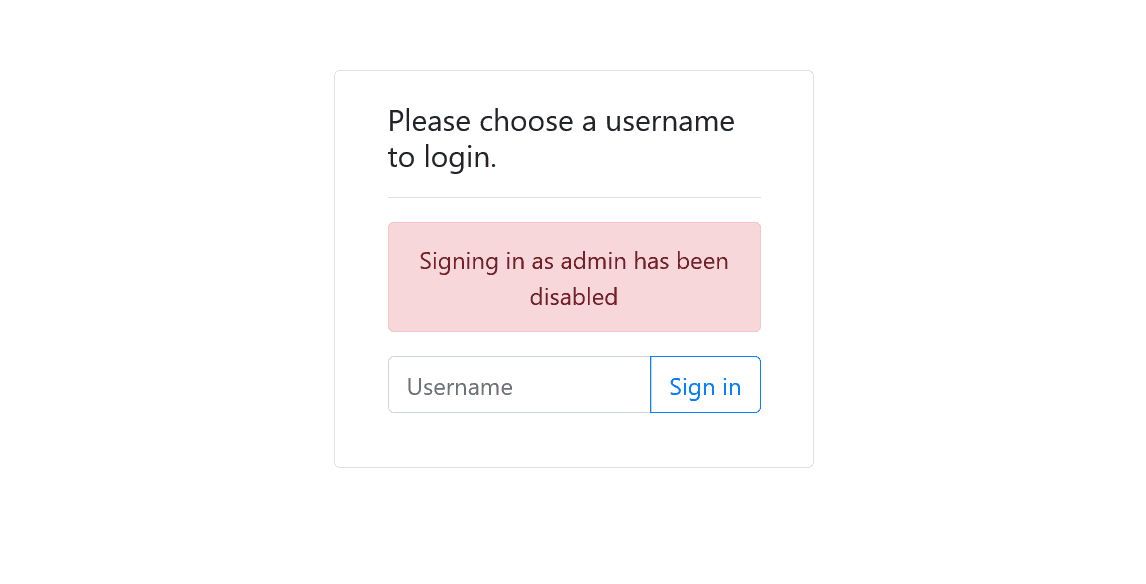 Please choose a username
to login.
Signing in as admin has been
disabled
Username
Sign in